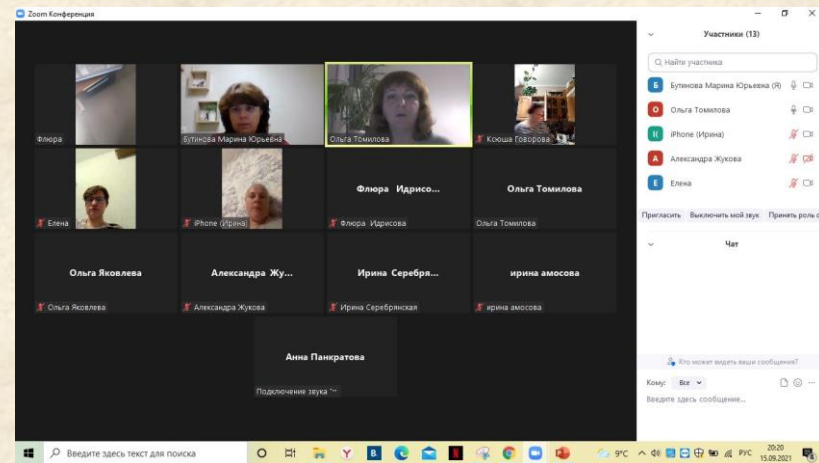 Zoom Конференция
Флюра
Бутинова Марина Юрьевна
Ольга Томилова
Ксюша Говорова
Елена
iPhone (Ирина)
Флюра Идрисо...
Флюра Идрисова
Ольга Томилова
Ольга Томилова
Ольга Яковлева
Ольга Яковлева
Александра Жу...
Александра Жукова
Ирина Серебря...
Ирина Серебрянская
ирина амосова
ирина амосова
Анна Панкратова
Подключение звука
Участники (13)
Найти участника
Б Бутинова Марина Юрьевна (Я)
О Ольга Томилова
I( iPhone (Ирина)
А Александра Жукова
Е Елена
Пригласить Выключить мой звук Принять роль о
Чат
Кто может видеть ваши сообщения?
Кому: Все
Введите здесь сообщение...
Введите здесь текст для поиска
9°C
РУС
20:20
15.09.2021